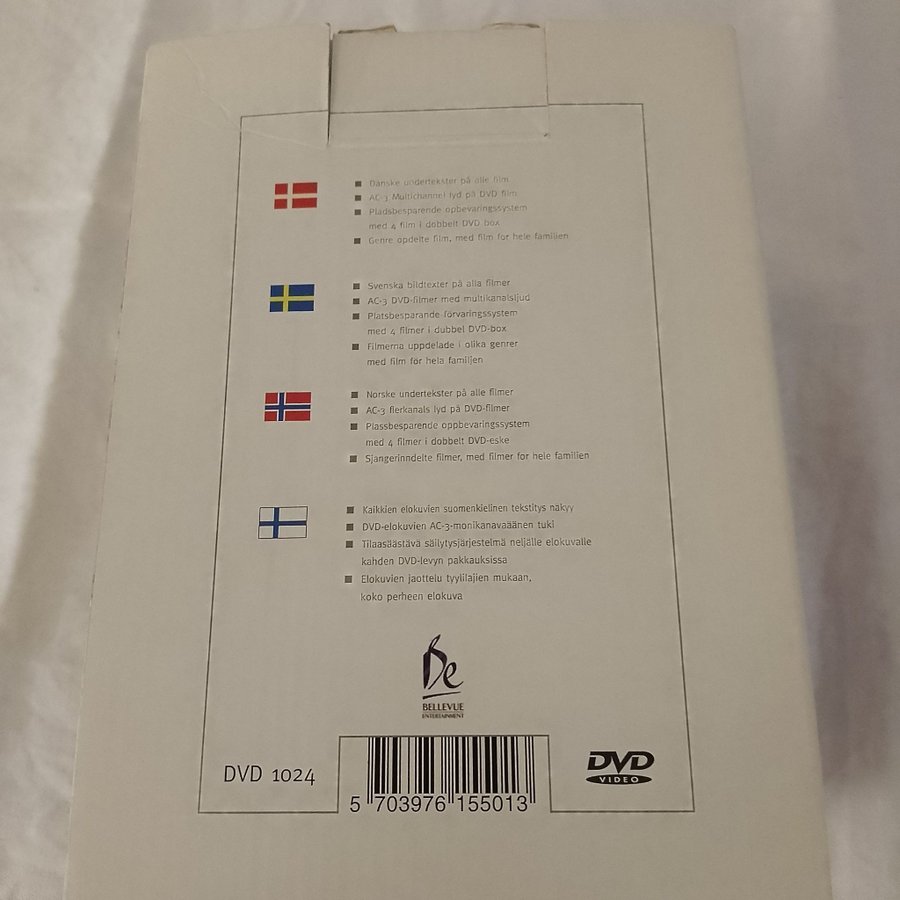 Danske undertekster på alle film
AC-3 Multichannel lyd på DVD film
Pladsbesparende opbevaringssystem
med 4 film i dobbelt DVD box
Genre opdelte film, med film for hele familien
Svenska bildtexter på alla filmer
AC-3 DVD-filmer med multikanalsljud
Platsbesparande förvaringssystem
med 4 filmer i dubbel DVD-box
Filmerna uppdelade i olika genrer
med film för hela familjen
Norske undertekster på alle filmer
AC-3 flerkanals lyd på DVD-filmer
Plassbesparende oppbevaringssystem
med 4 filmer i dobbelt DVD-eske
Sjangerinndelte filmer, med filmer for hele familien
Kaikkien elokuvien suomenkielinen tekstitys näkyy
DVD-elokuvien AC-3-monikanavaäänen tuki
Tilaasäästävä säilytysjärjestelmä neljälle elokuvalle
kahden DVD-levyn pakkauksissa
Elokuvien jaottelu tyylilajien mukaan,
koko perheen elokuva
Be
BELLEVUE
ENTERTAINMENT
DVD 1024
5 703976 155013
DVD
VIDEO